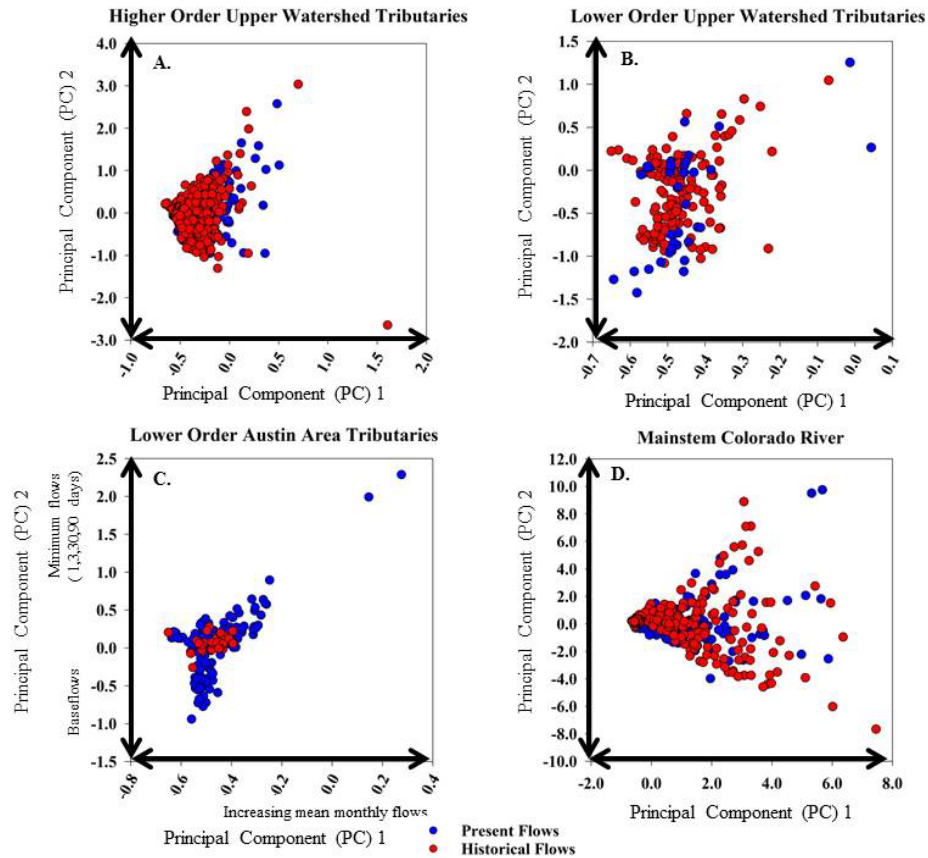 Higher Order Upper Watershed Tributaries
A.
4.0
3.0
2.0
1.0
0.0
-1.0
-2.0
-3.0
Principal Component (PC) 2
-1.0 -0.5 0.0 0.5 1.0 1.5 2.0
Principal Component (PC) 1
Lower Order Upper Watershed Tributaries
B.
1.5
1.0
0.5
0.0
-0.5
-1.0
-1.5
-2.0
Principal Component (PC) 2
-0.7 -0.6 -0.5 -0.4 -0.3 -0.2 -0.1 0.0 0.1
Principal Component (PC) 1
Lower Order Austin Area Tributaries
C.
2.5
2.0
1.5
1.0
0.5
0.0
-0.5
-1.0
-1.5
Principal Component (PC) 2
Minimum flows
( 1,3,30,90 days)
Baseflows
-0.8 -0.6 -0.4 -0.2 0.0 0.2 0.4
Increasing mean monthly flows
Principal Component (PC) 1
Mainstem Colorado River
D.
12.0
10.0
8.0
6.0
4.0
2.0
0.0
-2.0
-4.0
-6.0
-8.0
-10.0
Principal Component (PC) 2
-2.0 0.0 2.0 4.0 6.0 8.0
Principal Component (PC) 1
Present Flows
Historical Flows